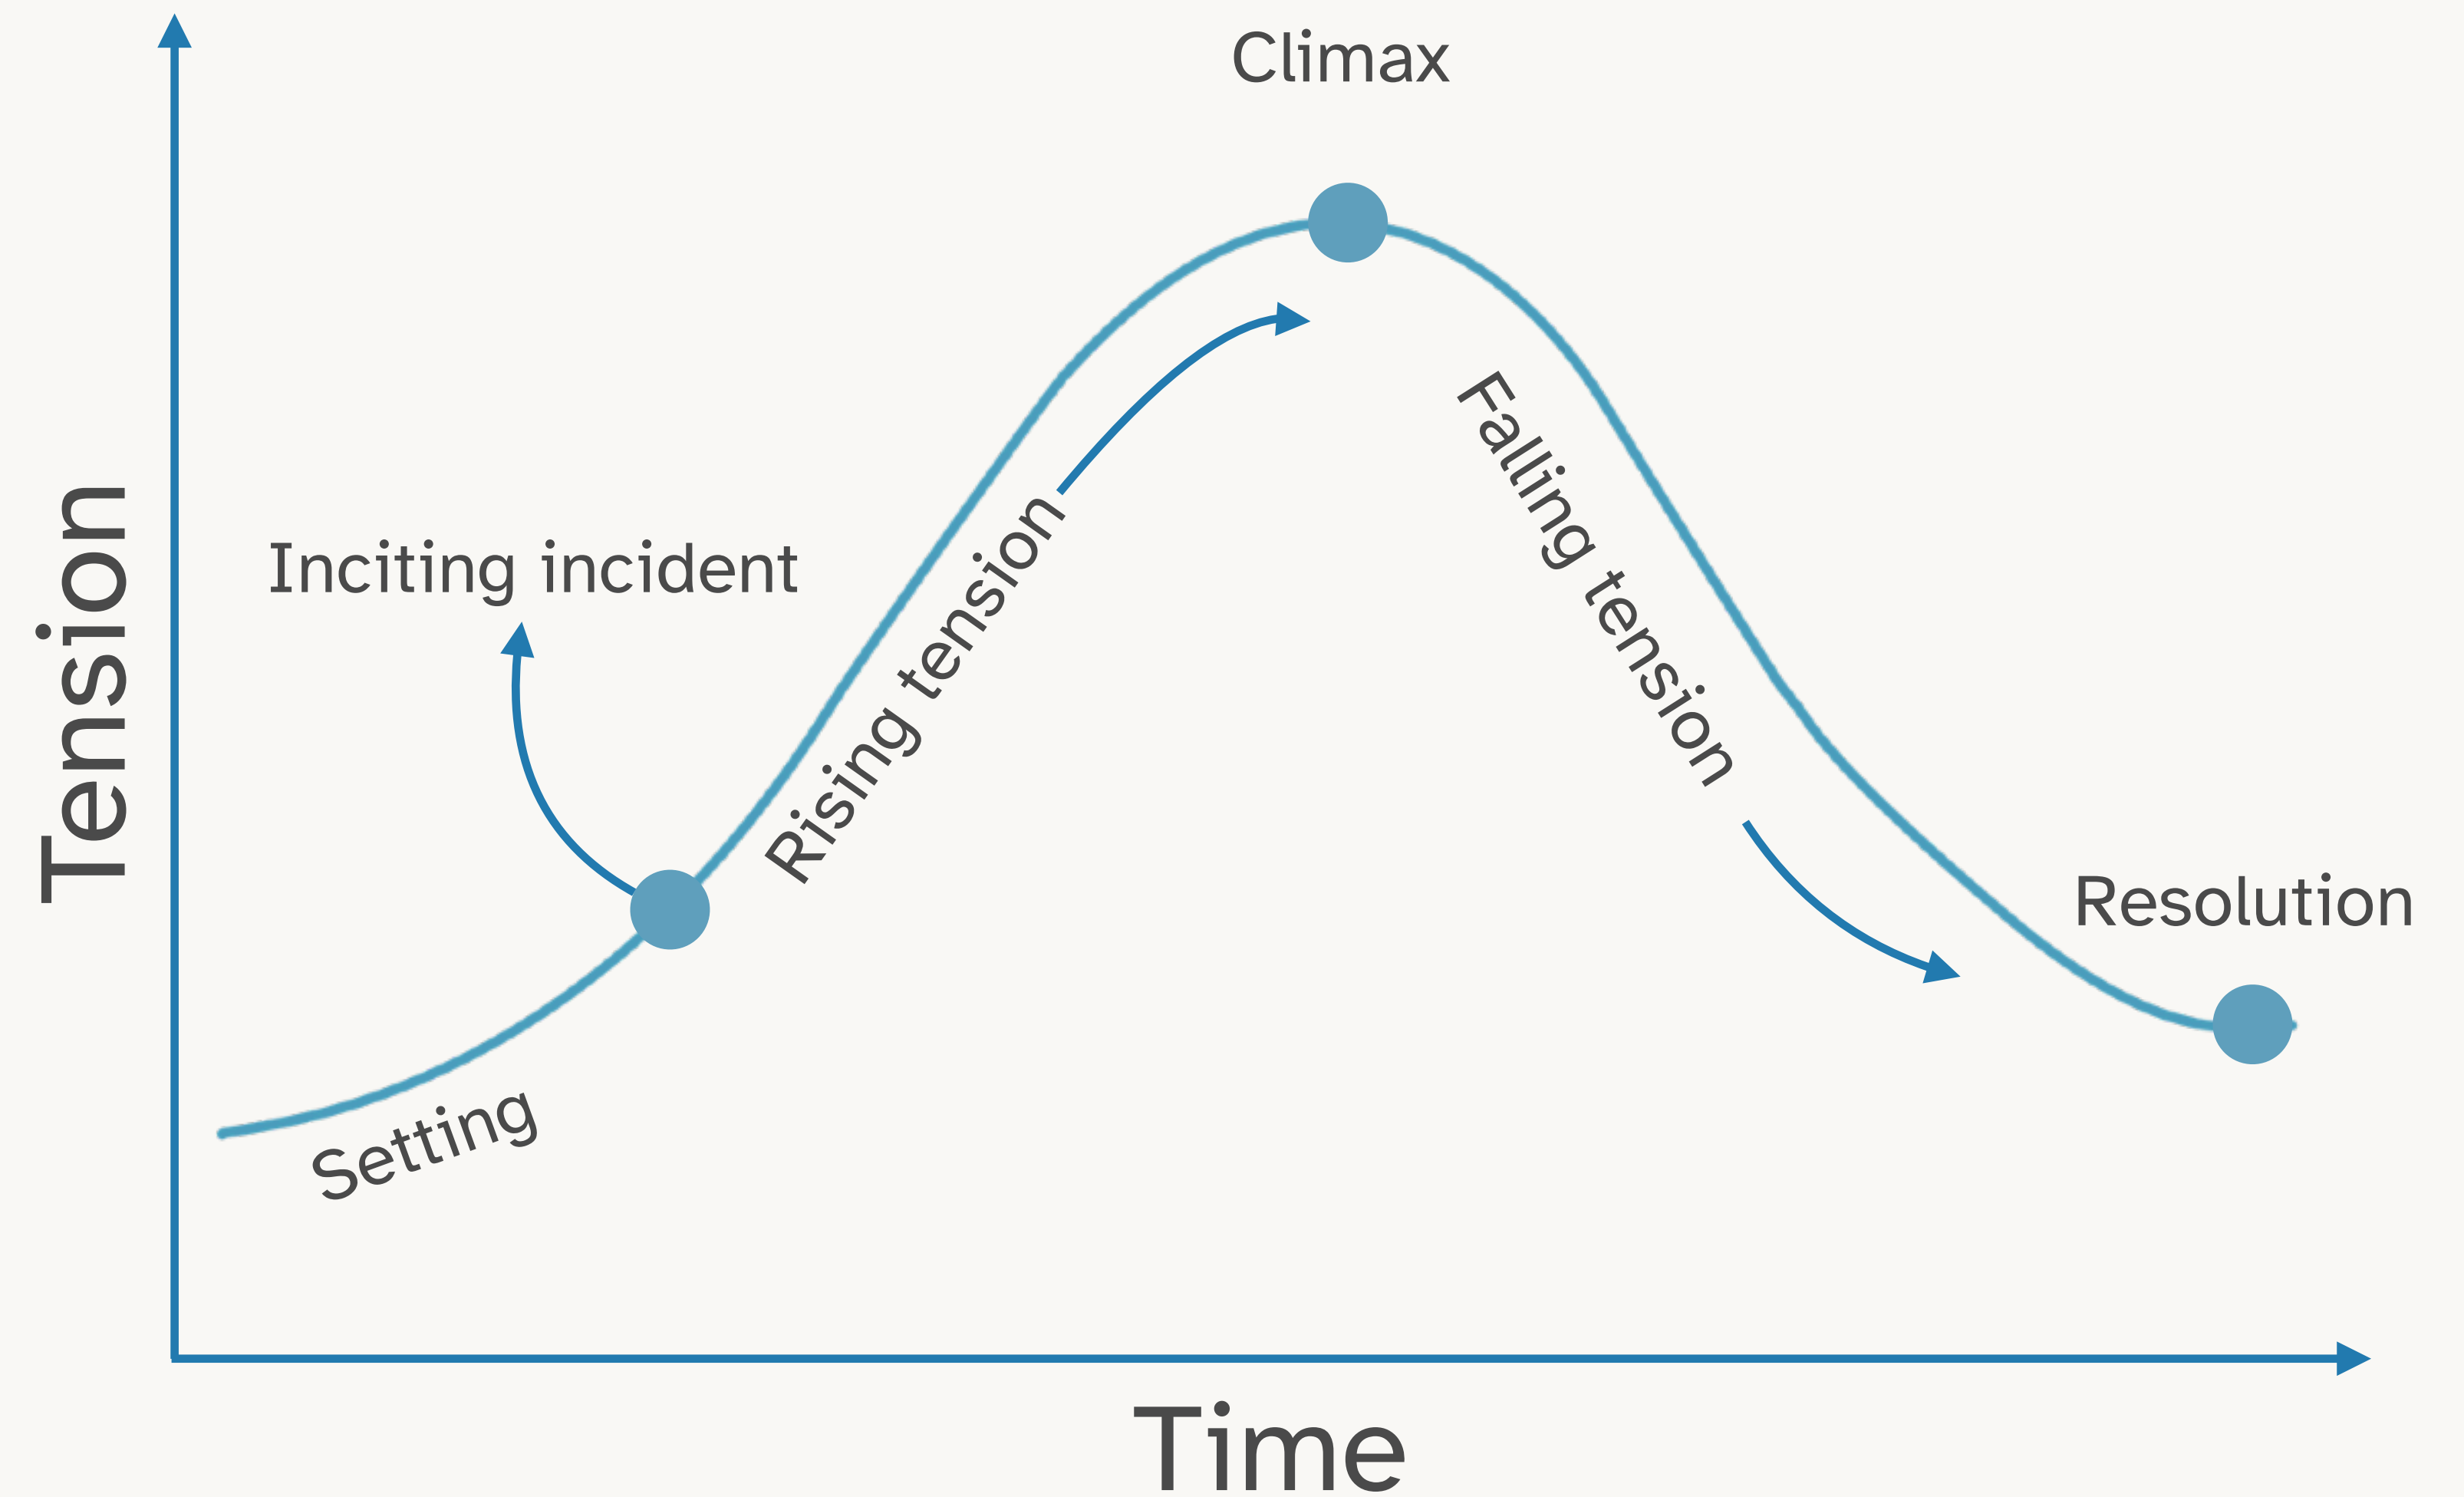 Climax
Tension
Inciting incident
Rising tension
Falling tension
Resolution
Setting
Time